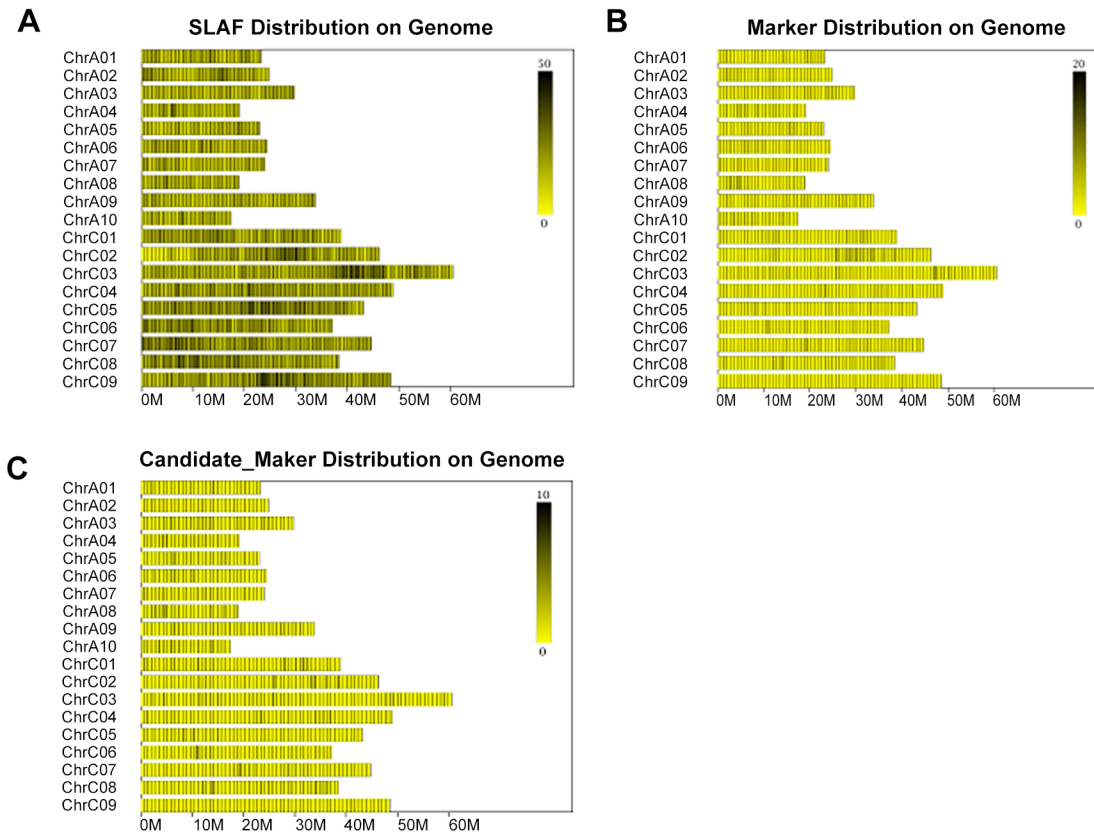 A
SLAF Distribution on Genome
ChrA01
ChrA02
ChrA03
ChrA04
ChrA05
ChrA06
ChrA07
ChrA08
ChrA09
ChrA10
ChrC01
ChrC02
ChrC03
ChrC04
ChrC05
ChrC06
ChrC07
ChrC08
ChrC09
50
0
0M 10M 20M 30M 40M 50M 60M
B
Marker Distribution on Genome
ChrA01
ChrA02
ChrA03
ChrA04
ChrA05
ChrA06
ChrA07
ChrA08
ChrA09
ChrA10
ChrC01
ChrC02
ChrC03
ChrC04
ChrC05
ChrC06
ChrC07
ChrC08
ChrC09
20
0
0M 10M 20M 30M 40M 50M 60M
C
Candidate_Maker Distribution on Genome
ChrA01
ChrA02
ChrA03
ChrA04
ChrA05
ChrA06
ChrA07
ChrA08
ChrA09
ChrA10
ChrC01
ChrC02
ChrC03
ChrC04
ChrC05
ChrC06
ChrC07
ChrC08
ChrC09
10
0
0M 10M 20M 30M 40M 50M 60M